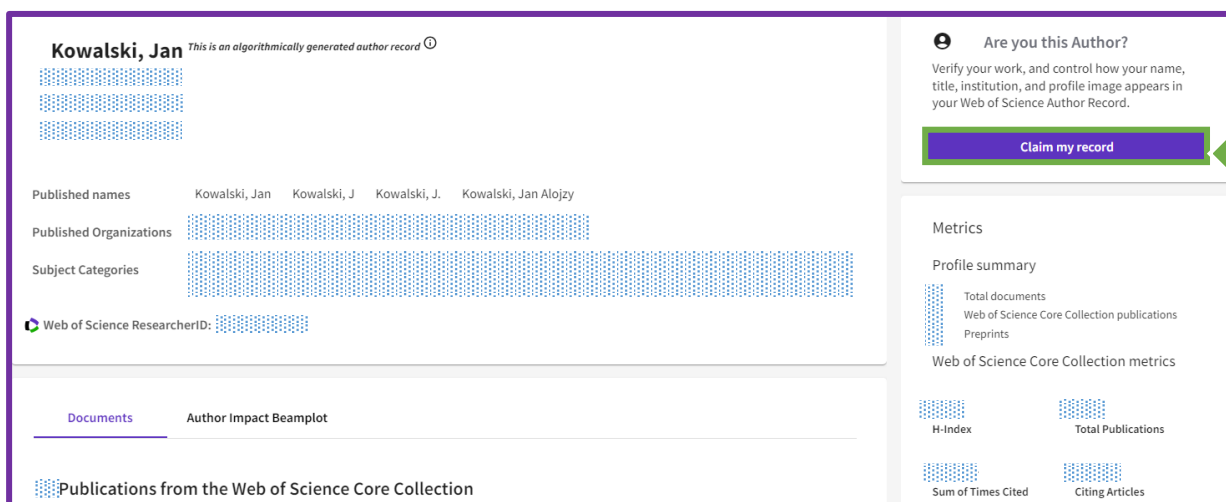 Kowalski, Jan This is an algorithmically generated author record
Published names Kowalski, Jan Kowalski, J Kowalski, J. Kowalski, Jan Alojzy
Published Organizations
Subject Categories
Web of Science ResearcherID:
Documents Author Impact Beamplot
Publications from the Web of Science Core Collection
Are you this Author?
Verify your work, and control how your name,
title, institution, and profile image appears in
your Web of Science Author Record.
Claim my record
Metrics
Profile summary
Total documents
Web of Science Core Collection publications
Preprints
Web of Science Core Collection metrics
H-Index Total Publications
Sum of Times Cited Citing Articles